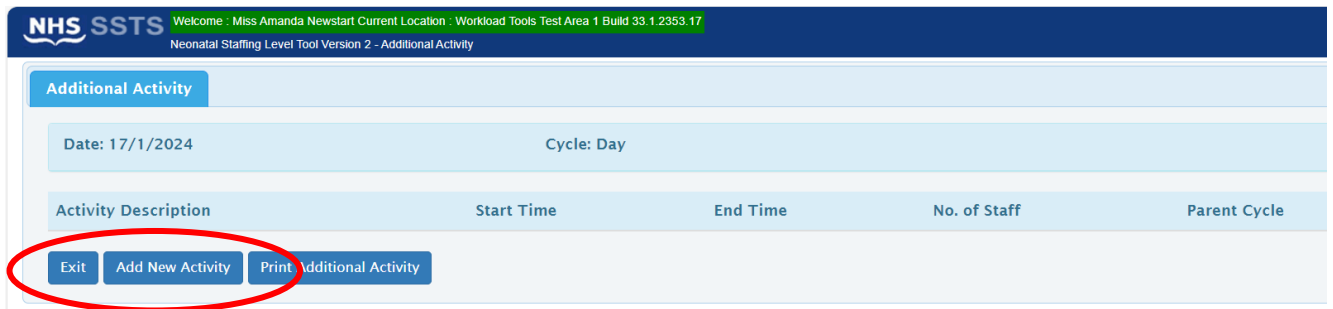 NHS SSTS Welcome : Miss Amanda Newstart Current Location : Workload Tools Test Area 1 Build 33.1.2353.17
Neonatal Staffing Level Tool Version 2 - Additional Activity
Additional Activity
Date: 17/1/2024 Cycle: Day
Activity Description Start Time End Time No. of Staff Parent Cycle
Exit Add New Activity Print Additional Activity